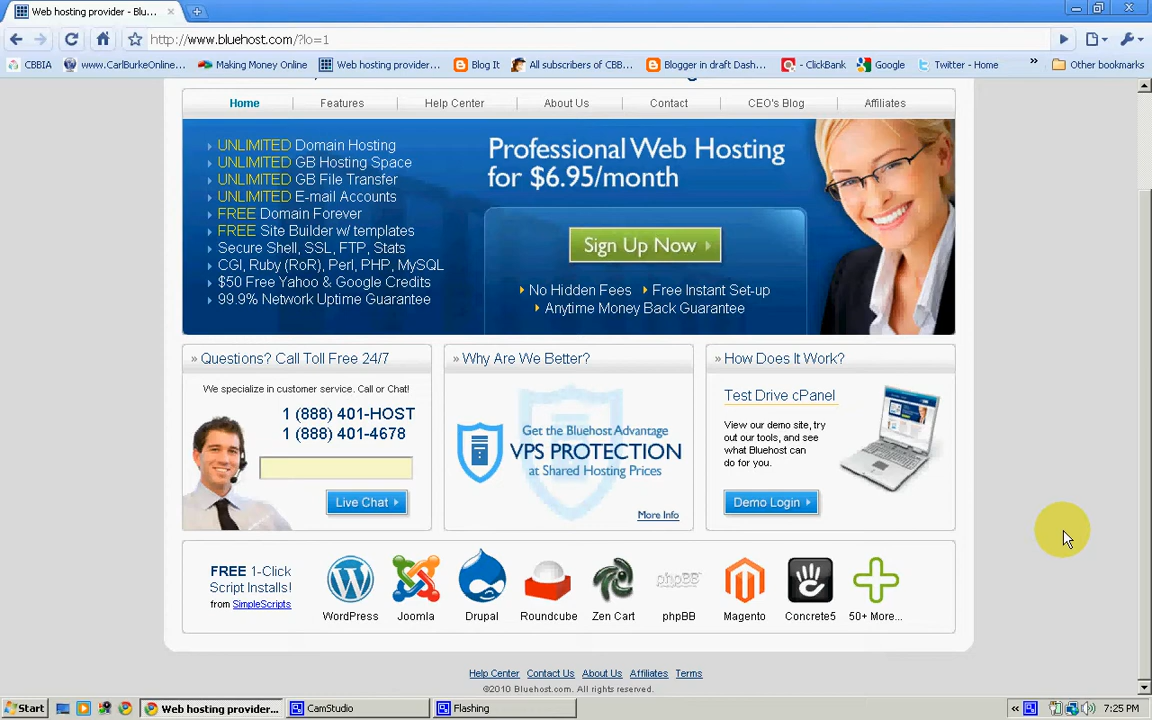 Web hosting provider - Blu...
http://www.bluehost.com/?lo=1
CBBIA
www.CarlBurkeOnline...
Making Money Online
Web hosting provider...
Blog It
All subscribers of CBB...
Blogger in draft Dash...
- ClickBank
Google
Twitter - Home
»
Other bookmarks
Home
Features
Help Center
About Us
Contact
CEO's Blog
Affiliates
UNLIMITED Domain Hosting
UNLIMITED GB Hosting Space
UNLIMITED GB File Transfer
UNLIMITED E-mail Accounts
FREE Domain Forever
FREE Site Builder w/ templates
Secure Shell, SSL, FTP, Stats
CGI, Ruby (RoR), Perl, PHP, MySQL
$50 Free Yahoo & Google Credits
99.9% Network Uptime Guarantee
Professional Web Hosting
for $6.95/month
Sign Up Now
No Hidden Fees
Free Instant Set-up
Anytime Money Back Guarantee
» Questions? Call Toll Free 24/7
We specialize in customer service. Call or Chat!
1 (888) 401-HOST
1 (888) 401-4678
Live Chat
» Why Are We Better?
Get the Bluehost Advantage
VPS PROTECTION
at Shared Hosting Prices
More Info
» How Does It Work?
Test Drive cPanel
View our demo site, try
out our tools, and see
what Bluehost can
do for you.
Demo Login
FREE 1-Click
Script Installs!
from SimpleScripts
WordPress
Joomla
Drupal
Roundcube
Zen Cart
phpBB
phpBB
Magento
Concrete5
50+ More...
Help Center
Contact Us
About Us
Affiliates
Terms
©2010 Bluehost.com. All rights reserved.
Start
Web hosting provider...
CamStudio
Flashing
«
7:25 PM